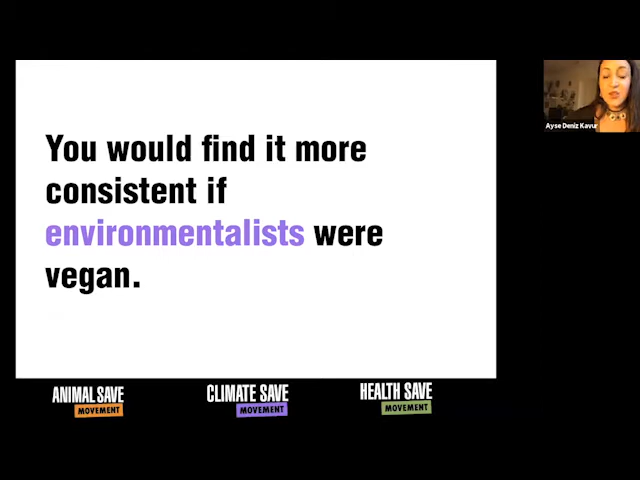 You would find it more
consistent if
environmentalists were
vegan.
Ayse Deniz Kavur
ANIMAL SAVE
MOVEMENT
CLIMATE SAVE
MOVEMENT
HEALTH SAVE
MOVEMENT